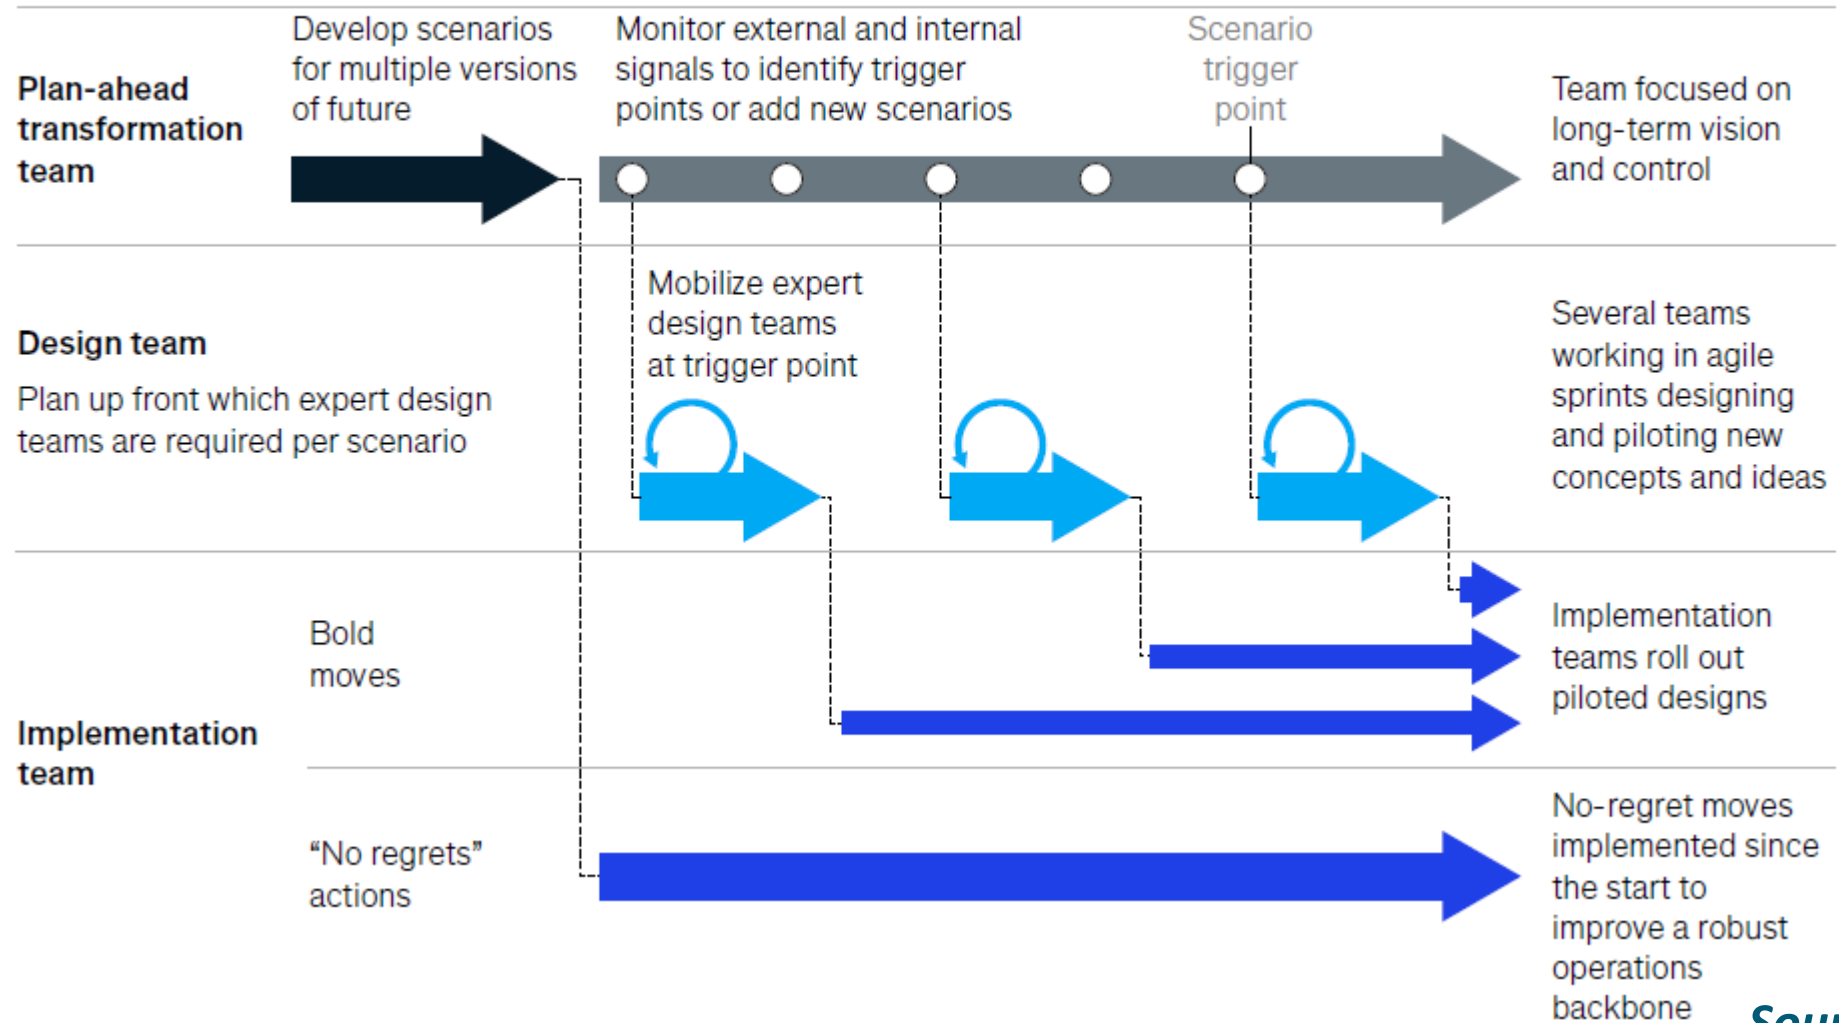 Develop scenarios
for multiple versions
of future
Monitor external and internal
signals to identify trigger
points or add new scenarios
Scenario
trigger
point
Plan-ahead
transformation
team
Team focused on
long-term vision
and control
Mobilize expert
design teams
at trigger point
Design team
Plan up front which expert design
teams are required per scenario
Several teams
working in agile
sprints designing
and piloting new
concepts and ideas
Bold
moves
Implementation
teams roll out
piloted designs
Implementation
team
“No regrets”
actions
No-regret moves
implemented since
the start to
improve a robust
operations
backbone